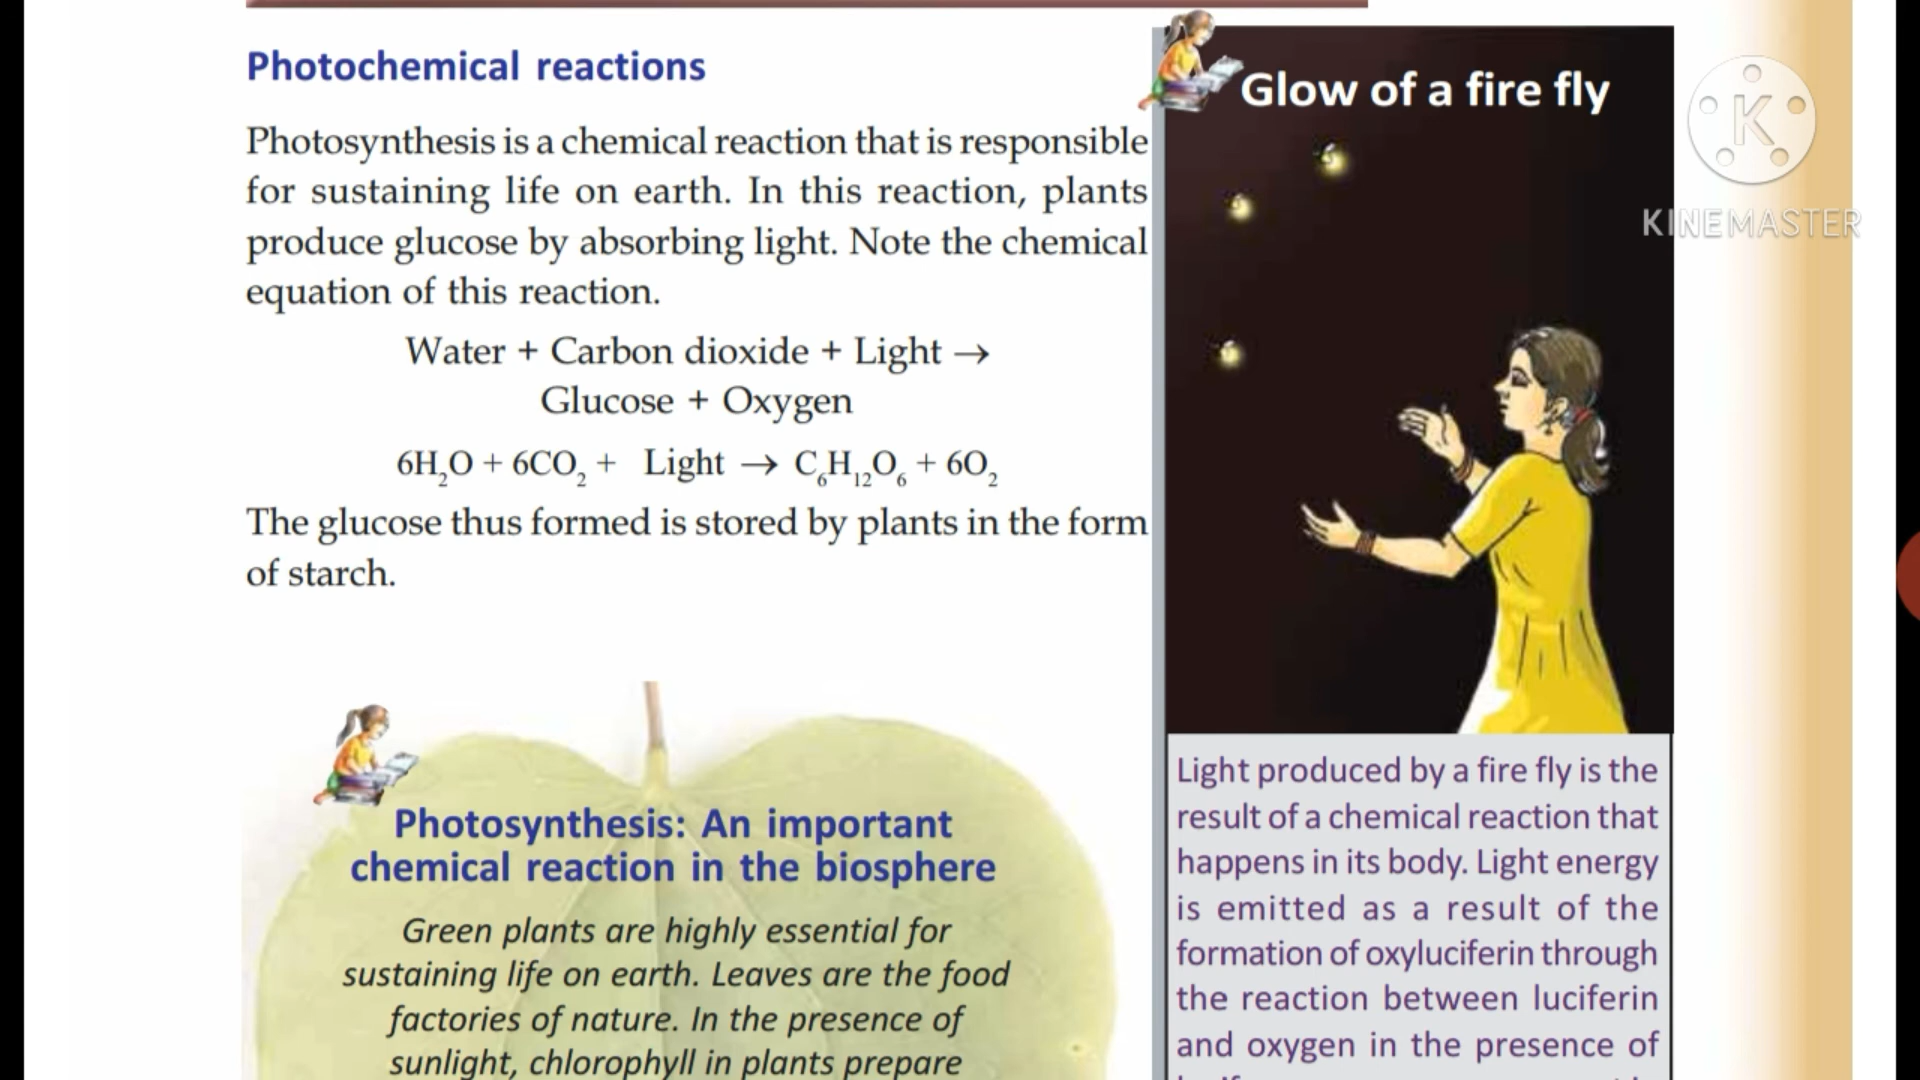 Photochemical reactions
Photosynthesis is a chemical reaction that is responsible
for sustaining life on earth. In this reaction, plants
produce glucose by absorbing light. Note the chemical
equation of this reaction.
Water + Carbon dioxide + Light →
Glucose + Oxygen
6H₂O + 6CO₂ + Light → C₆H₁₂O₆ + 6O₂
The glucose thus formed is stored by plants in the form
of starch.
Photosynthesis: An important
chemical reaction in the biosphere
Green plants are highly essential for
sustaining life on earth. Leaves are the food
factories of nature. In the presence of
sunlight, chlorophyll in plants prepare
Glow of a fire fly
Light produced by a fire fly is the
result of a chemical reaction that
happens in its body. Light energy
is emitted as a result of the
formation of oxyluciferin through
the reaction between luciferin
and oxygen in the presence of
K
KINEMASTER